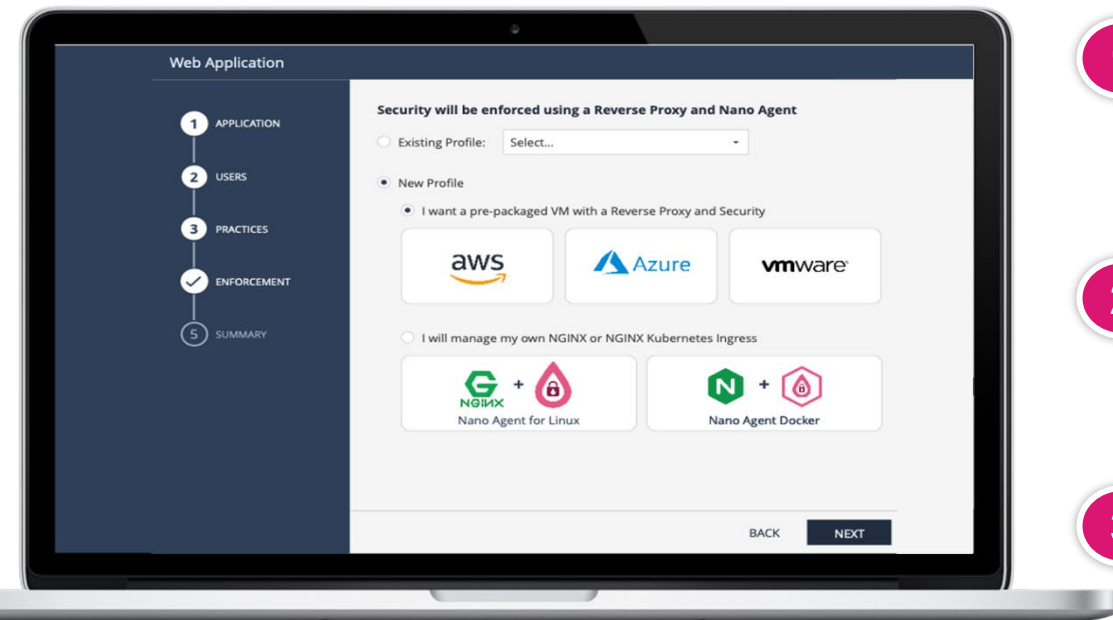 Web Application
1 APPLICATION
2 USERS
3 PRACTICES
ENFORCEMENT
5 SUMMARY
Security will be enforced using a Reverse Proxy and Nano Agent
Existing Profile: Select...
New Profile
I want a pre-packaged VM with a Reverse Proxy and Security
aws
Azure
vmware
I will manage my own NGINX or NGINX Kubernetes Ingress
G + 
NGINX
Nano Agent for Linux
N +
Nano Agent Docker
BACK NEXT